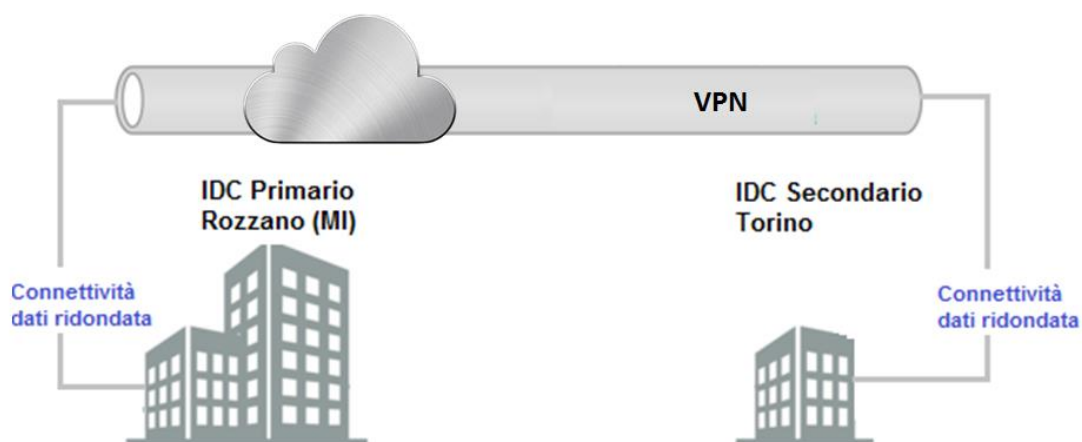 VPN
IDC Primario
Rozzano (MI)
IDC Secondario
Torino
Connettività
dati ridondata
Connettività
dati ridondata